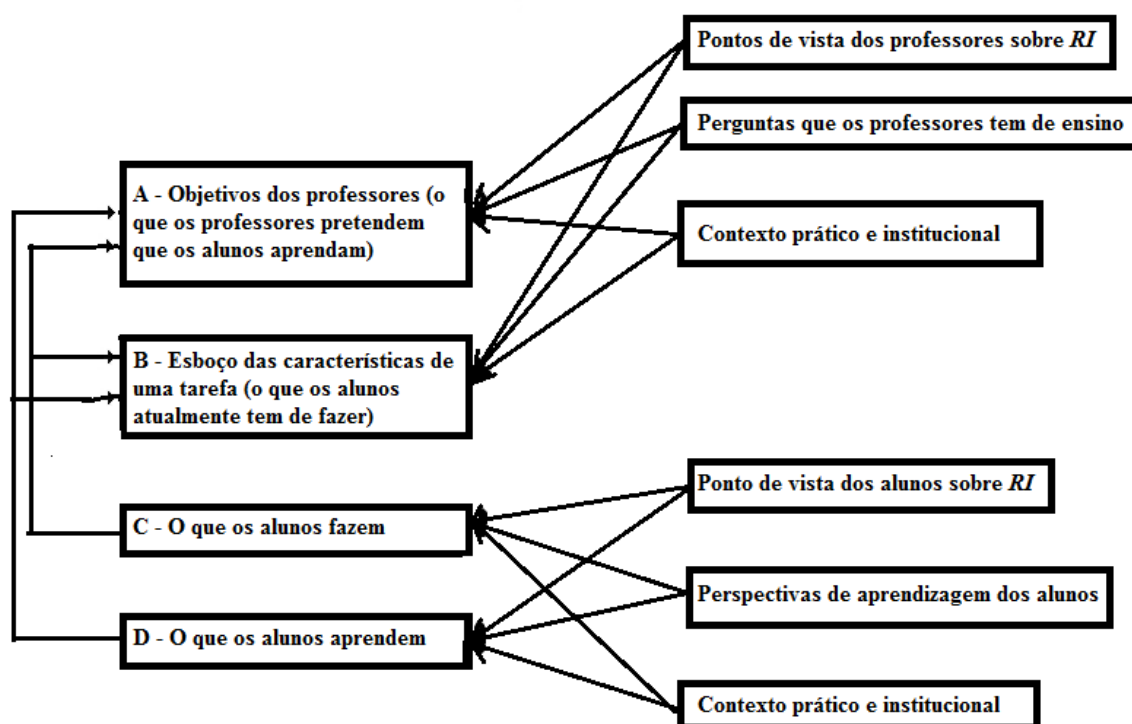 Pontos de vista dos professores sobre RI
Perguntas que os professores tem de ensino
A - Objetivos dos professores (o
que os professores pretendem
que os alunos aprendam)
Contexto prático e institucional
B - Esboço das características de
uma tarefa (o que os alunos
atualmente tem de fazer)
Ponto de vista dos alunos sobre RI
C - O que os alunos fazem
Perspectivas de aprendizagem dos alunos
D - O que os alunos aprendem
Contexto prático e institucional